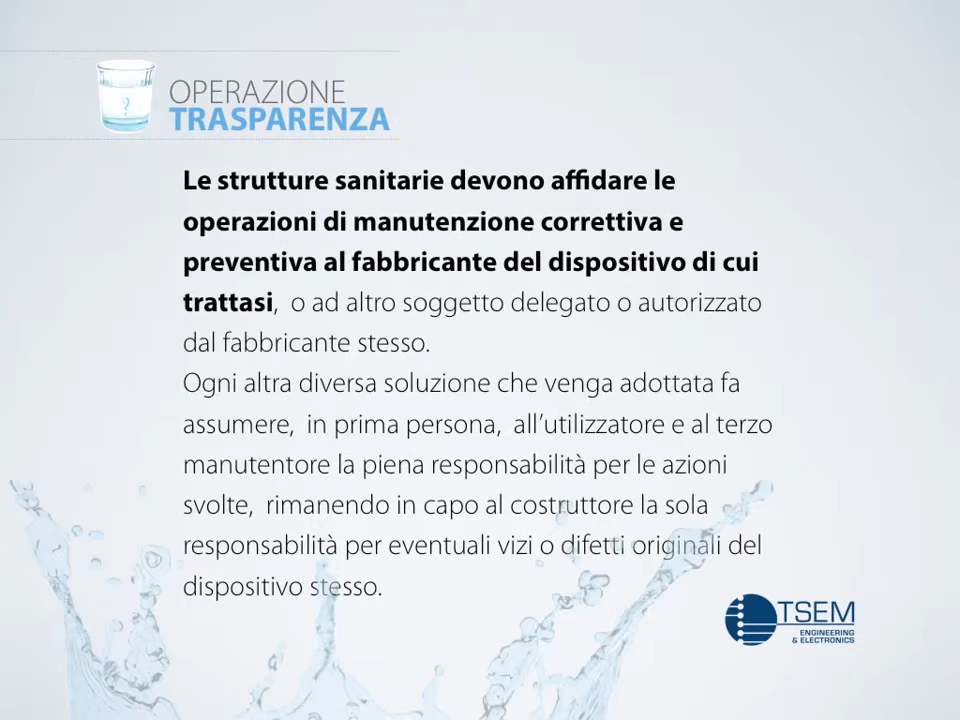 ?
OPERAZIONE
TRASPARENZA
Le strutture sanitarie devono affidare le
operazioni di manutenzione correttiva e
preventiva al fabbricante del dispositivo di cui
trattasi, o ad altro soggetto delegato o autorizzato
dal fabbricante stesso.
Ogni altra diversa soluzione che venga adottata fa
assumere, in prima persona, all’utilizzatore e al terzo
manutentore la piena responsabilità per le azioni
svolte, rimanendo in capo al costruttore la sola
responsabilità per eventuali vizi o difetti originali del
dispositivo stesso.
TSEM
ENGINEERING
& ELECTRONICS